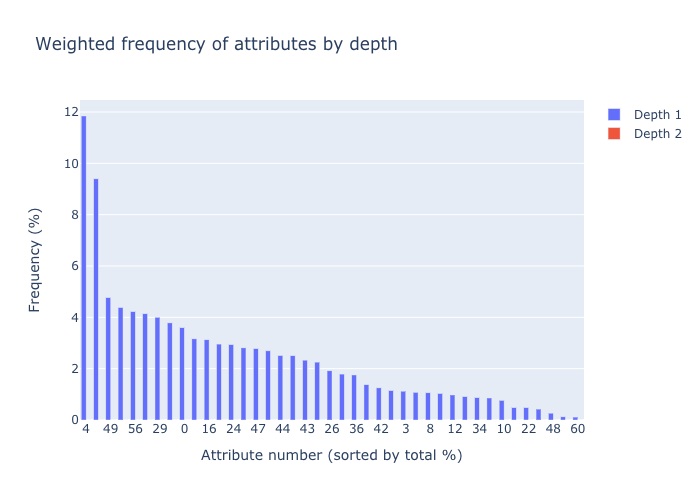 Weighted frequency of attributes by depth
Depth 1
Depth 2
Frequency (%)
12
10
8
6
4
2
0
4 49 56 29 0 16 24 47 44 43 26 36 42 3 8 12 34 10 22 48 60
Attribute number (sorted by total %)